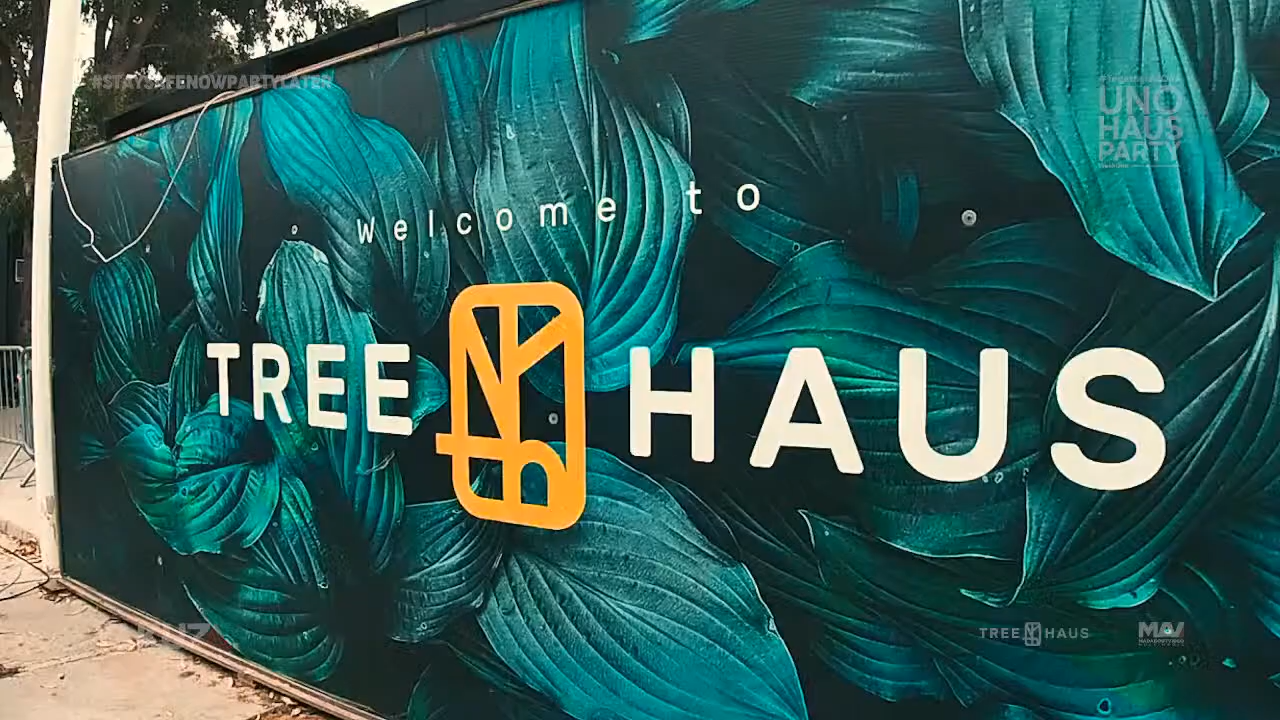 #STAYSAFENOWPARTYLATER
UNO
HAUS
PARTY
Welcome to
TREE HAUS
TREE HAUS